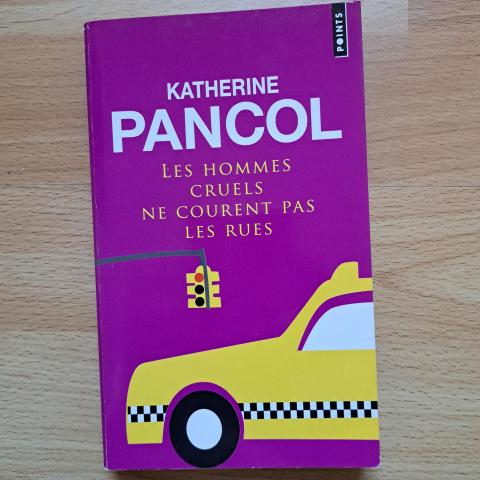 POINTS
KATHERINE
PANCOL
LES HOMMES
CRUELS
NE COURENT PAS
LES RUES